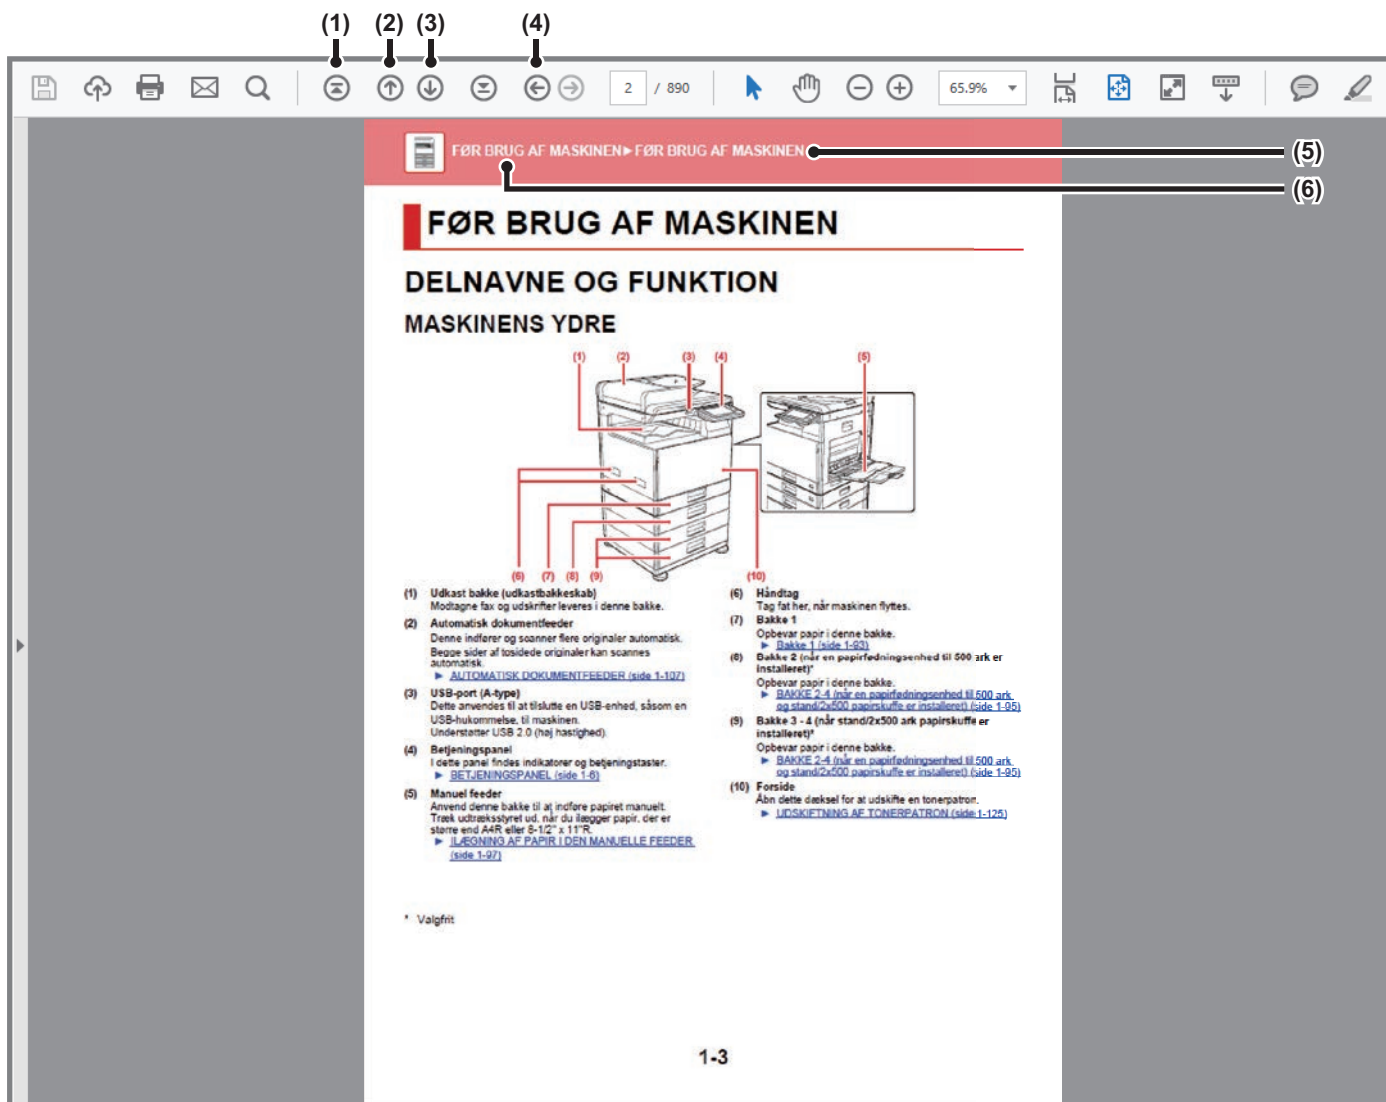 (1) (2) (3) (4)
2 / 890 65.9%
FØR BRUG AF MASKINEN►FØR BRUG AF MASKINEN (5)
(6)
FØR BRUG AF MASKINEN
DELNAVNE OG FUNKTION
MASKINENS YDRE
(1) (2) (3) (4) (5)
(6) (7) (8) (9) (10)
(1) Udkast bakke (udkastbakkeskab)
Modtagne fax og udskrifter leveres i denne bakke.
(2) Automatisk dokumentfeeder
Denne indfører og scanner flere originaler automatisk.
Begge sider af tosidede originaler kan scannes
automatisk.
► AUTOMATISK DOKUMENTFEEDER (side 1-107)
(3) USB-port (A-type)
Dette anvendes til at tilslutte en USB-enhed, såsom en
USB-hukommelse, til maskinen.
Understøtter USB 2.0 (høj hastighed).
(4) Betjeningspanel
I dette panel findes indikatorer og betjeningstaster.
► BETJENINGSPANEL (side 1-6)
(5) Manuel feeder
Anvend denne bakke til at indføre papiret manuelt.
Træk udtræksstyret ud, når du ilægger papir, der er
større end A4R eller 8-1/2" x 11"R.
► ILÆGNING AF PAPIR I DEN MANUELLE FEEDER
(side 1-97)
(6) Håndtag
Tag fat her, når maskinen flyttes.
(7) Bakke 1
Opbevar papir i denne bakke.
► Bakke 1 (side 1-93)
(8) Bakke 2 (når en papirfødningsenhed til 500 ark er
installeret)*
Opbevar papir i denne bakke.
► BAKKE 2-4 (når en papirfødningsenhed til 500 ark
og stand/2x500 papirskuffe er installeret) (side 1-95)
(9) Bakke 3 - 4 (når stand/2x500 ark papirskuffe er
installeret)*
Opbevar papir i denne bakke.
► BAKKE 2-4 (når en papirfødningsenhed til 500 ark
og stand/2x500 papirskuffe er installeret) (side 1-95)
(10) Forside
Åbn dette dæksel for at udskifte en tonerpatron.
► UDSKIFTNING AF TONERPATRON (side 1-125)
* Valgfrit
1-3